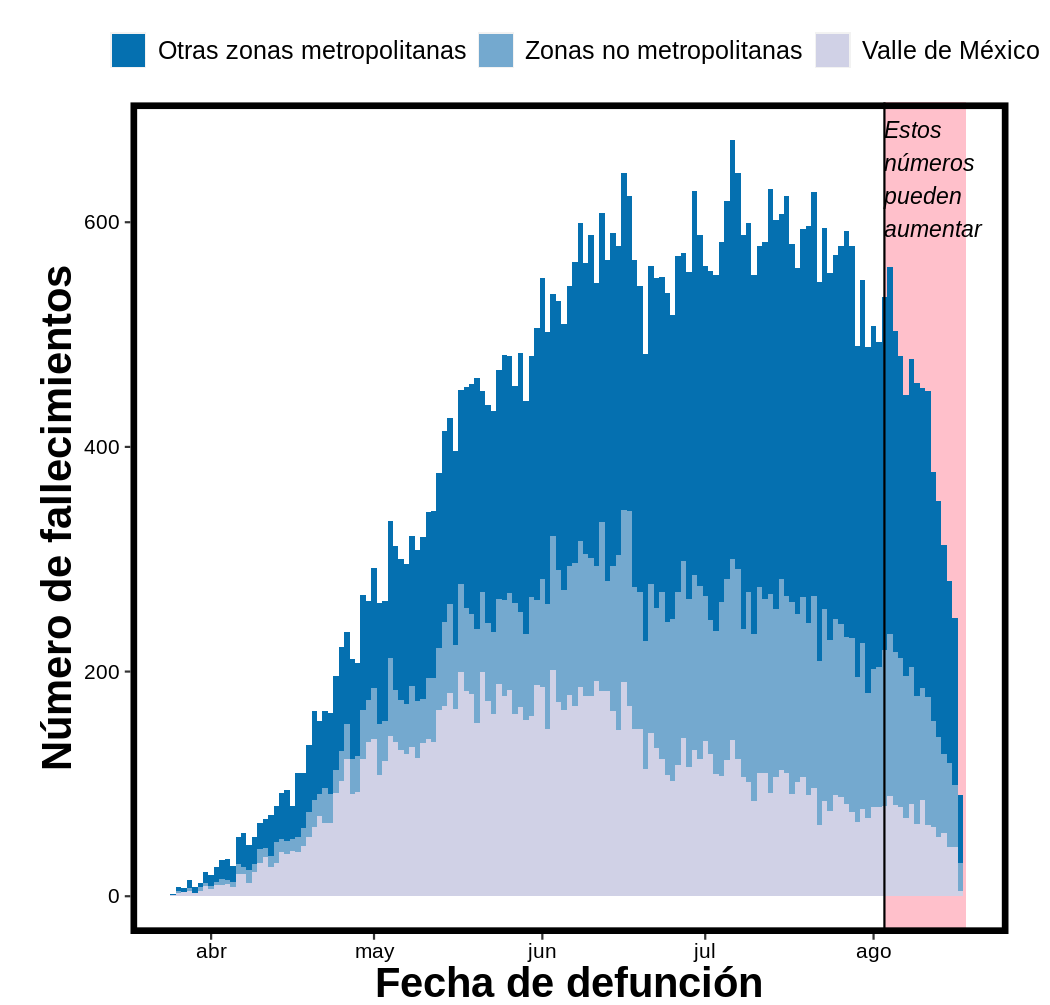 Otras zonas metropolitanas Zonas no metropolitanas Valle de México
Estos
números
pueden
aumentar
600
400
200
0
Número de fallecimientos
abr may jun jul ago
Fecha de defunción